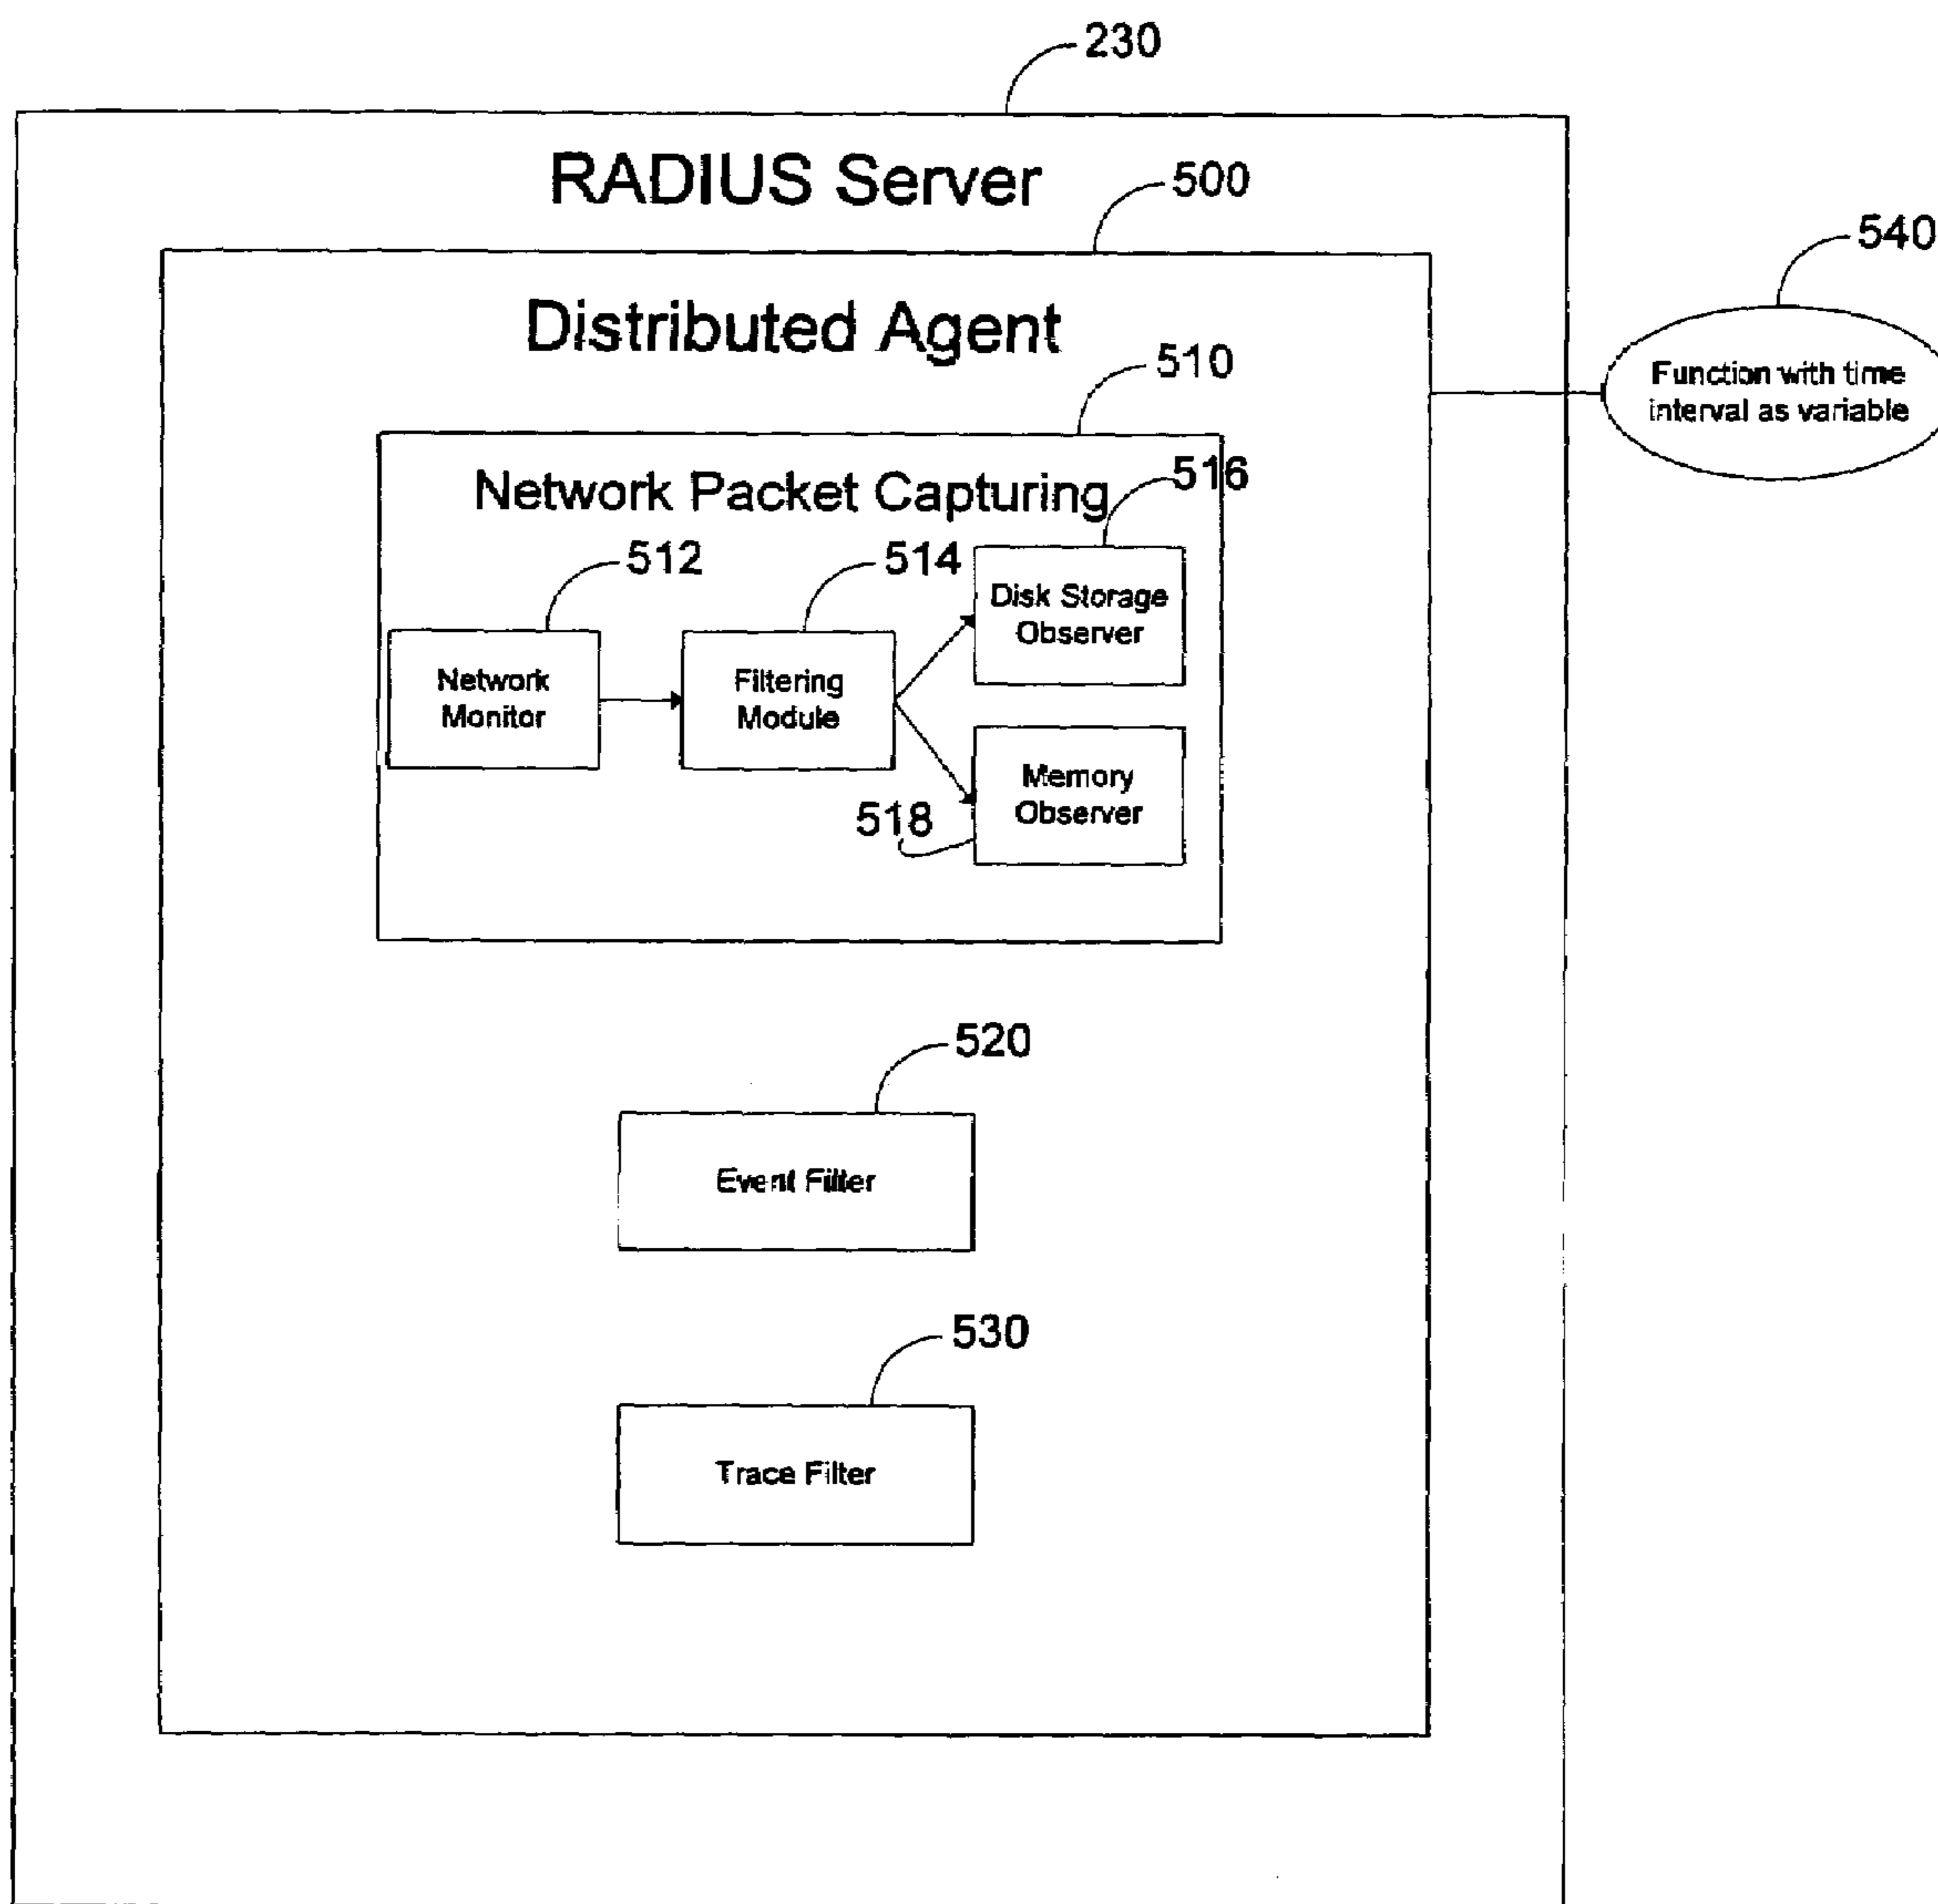 230
RADIUS Server
500
540
Distributed Agent
Function with time
interval as variable
510
Network Packet Capturing
516
512
514
Disk Storage
Observer
Network
Monitor
Filtering
Module
Memory
Observer
518
520
Event Filter
530
Trace Filter